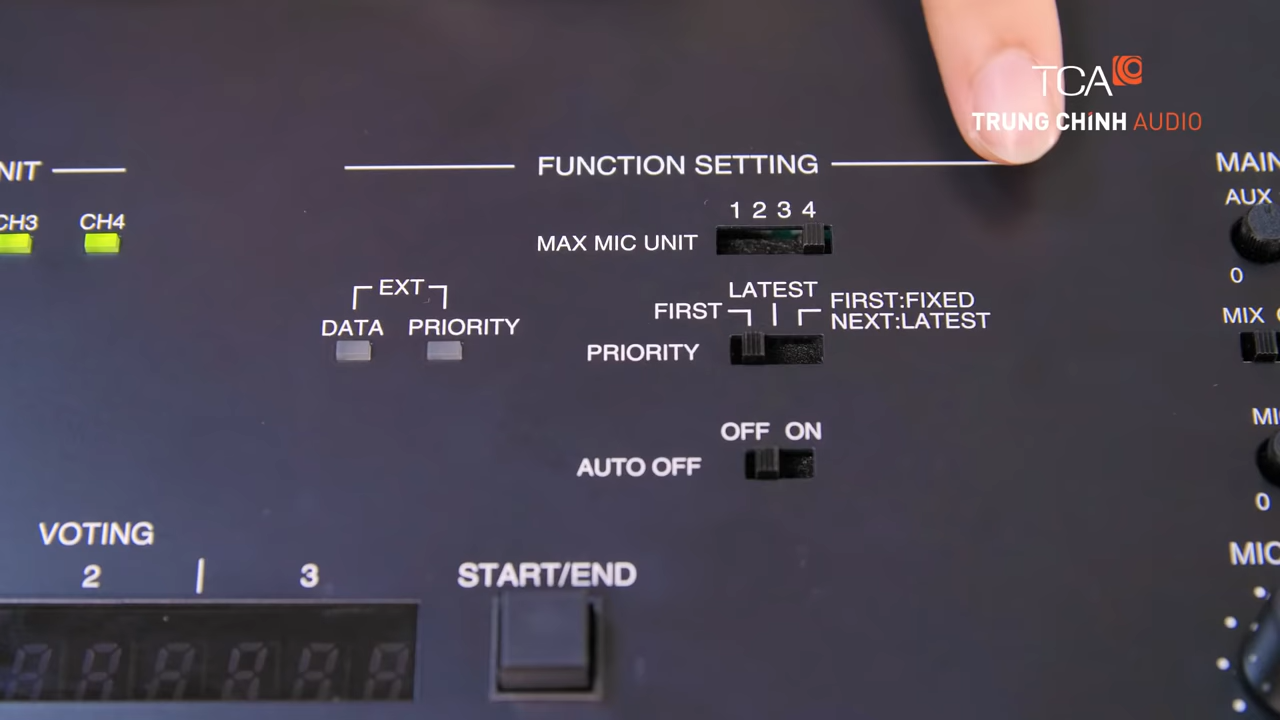 TCA
TRUNG CHÍNH AUDIO
NIT
FUNCTION SETTING
MAIN
CH3
CH4
1 2 3 4
AUX
MAX MIC UNIT
0
EXT
DATA
PRIORITY
LATEST
FIRST
FIRST:FIXED
NEXT:LATEST
MIX
PRIORITY
OFF ON
AUTO OFF
MIC
0
VOTING
2 | 3
START/END
MIC